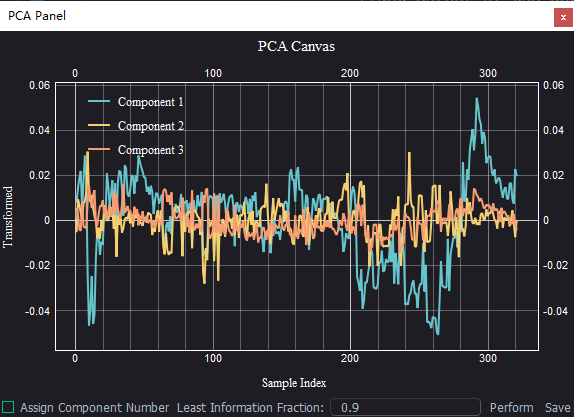 PCA Panel
x
PCA Canvas
0 100 200 300
0.06 0.06
Component 1
0.04 0.04
Component 2
Component 3
0.02 0.02
Transformed
0 0
-0.02 -0.02
-0.04 -0.04
0 100 200 300
Sample Index
Assign Component Number Least Information Fraction: 0.9 Perform Save